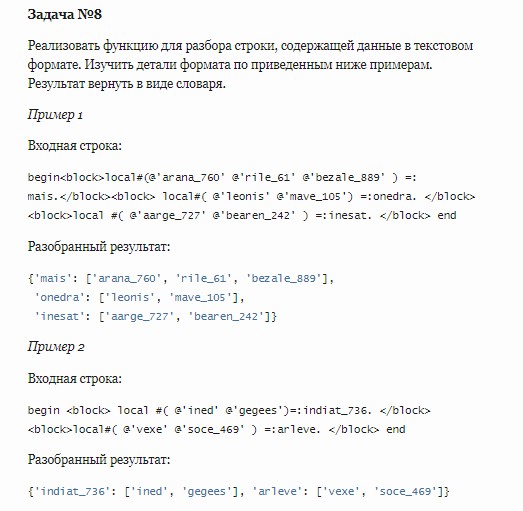 Задача №8
Реализовать функцию для разбора строки, содержащей данные в текстовом
формате. Изучить детали формата по приведенным ниже примерам.
Результат вернуть в виде словаря.
Пример 1
Входная строка:
begin<block>local#(@'arana_760' @'rile_61' @'bezale_889' ) =:
mais.</block><block> local#( @'leonis' @'mave_105') =:onedra. </block>
<block>local #( @'aarge_727' @'bearen_242' ) =:inesat. </block> end
Разобранный результат:
{'mais': ['arana_760', 'rile_61', 'bezale_889'],
 'onedra': ['leonis', 'mave_105'],
 'inesat': ['aarge_727', 'bearen_242']}
Пример 2
Входная строка:
begin <block> local #( @'ined' @'gegees')=:indiat_736. </block>
<block>local#( @'vexe' @'soce_469' ) =:arleve. </block> end
Разобранный результат:
{'indiat_736': ['ined', 'gegees'], 'arleve': ['vexe', 'soce_469']}